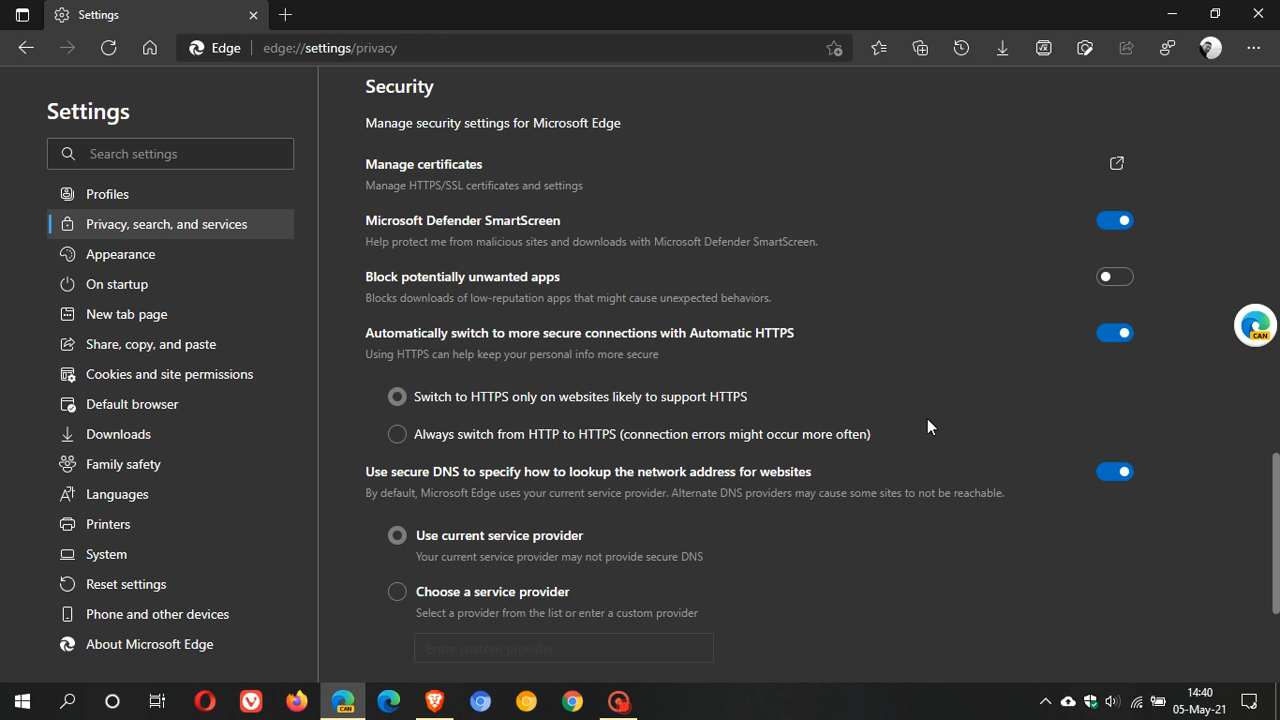 Settings
Edge
edge://settings/privacy
Settings
Search settings
Profiles
Privacy, search, and services
Appearance
On startup
New tab page
Share, copy, and paste
Cookies and site permissions
Default browser
Downloads
Family safety
Languages
Printers
System
Reset settings
Phone and other devices
About Microsoft Edge
Security
Manage security settings for Microsoft Edge
Manage certificates
Manage HTTPS/SSL certificates and settings
Microsoft Defender SmartScreen
Help protect me from malicious sites and downloads with Microsoft Defender SmartScreen.
Block potentially unwanted apps
Blocks downloads of low-reputation apps that might cause unexpected behaviors.
Automatically switch to more secure connections with Automatic HTTPS
Using HTTPS can help keep your personal info more secure
Switch to HTTPS only on websites likely to support HTTPS
Always switch from HTTP to HTTPS (connection errors might occur more often)
Use secure DNS to specify how to lookup the network address for websites
By default, Microsoft Edge uses your current service provider. Alternate DNS providers may cause some sites to not be reachable.
Use current service provider
Your current service provider may not provide secure DNS
Choose a service provider
Select a provider from the list or enter a custom provider
Enter custom provider
CAN
CAN
14:40
05-May-21